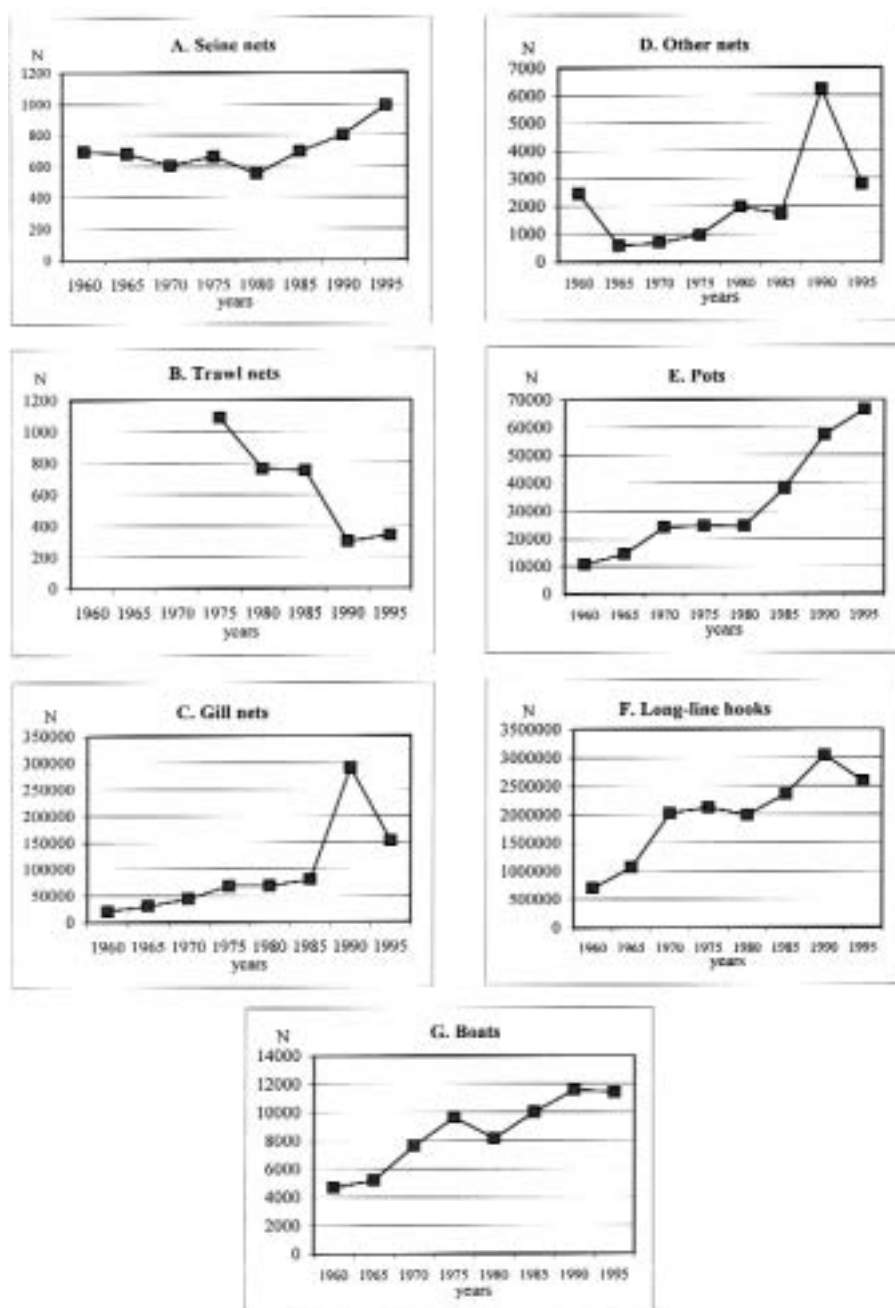 A. Seine nets
N
1200
1000
800
600
400
200
0
1960 1965 1970 1975 1980 1985 1990 1995
years
B. Trawl nets
N
1200
1000
800
600
400
200
0
1960 1965 1970 1975 1980 1985 1990 1995
years
C. Gill nets
N
350000
300000
250000
200000
150000
100000
50000
0
1960 1965 1970 1975 1980 1985 1990 1995
years
D. Other nets
N
7000
6000
5000
4000
3000
2000
1000
0
1960 1965 1970 1975 1980 1985 1990 1995
years
E. Pots
N
70000
60000
50000
40000
30000
20000
10000
0
1960 1965 1970 1975 1980 1985 1990 1995
years
F. Long-line hooks
N
3500000
3000000
2500000
2000000
1500000
1000000
500000
0
1960 1965 1970 1975 1980 1985 1990 1995
years
G. Boats
N
14000
12000
10000
8000
6000
4000
2000
0
1960 1965 1970 1975 1980 1985 1990 1995
years